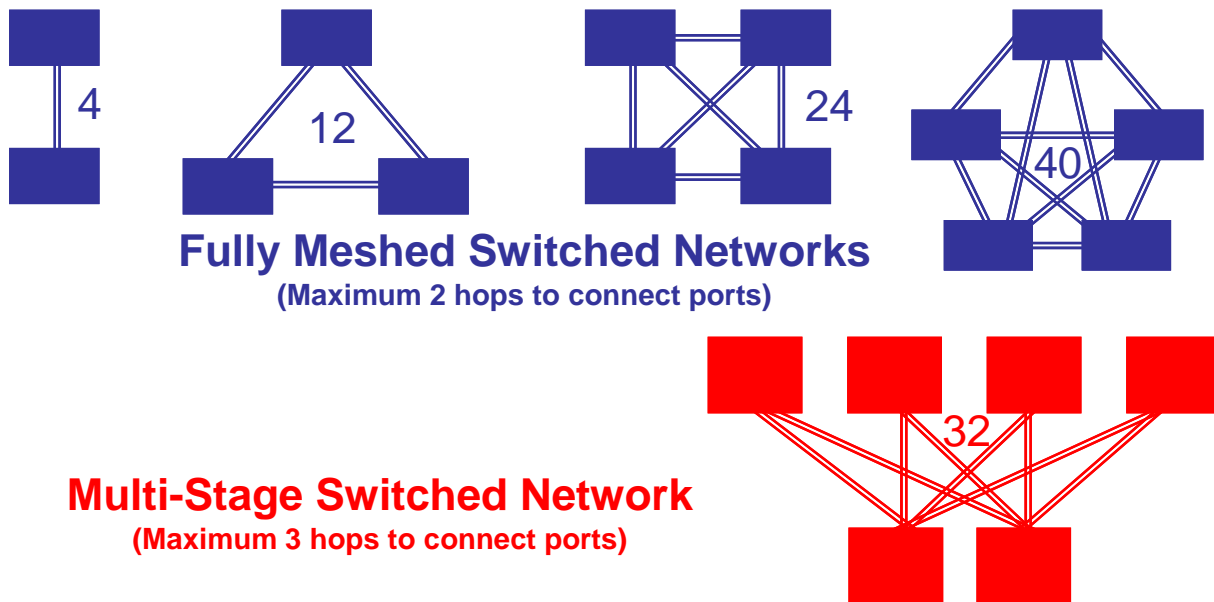 4
12
24
40
Fully Meshed Switched Networks
(Maximum 2 hops to connect ports)
32
Multi-Stage Switched Network
(Maximum 3 hops to connect ports)